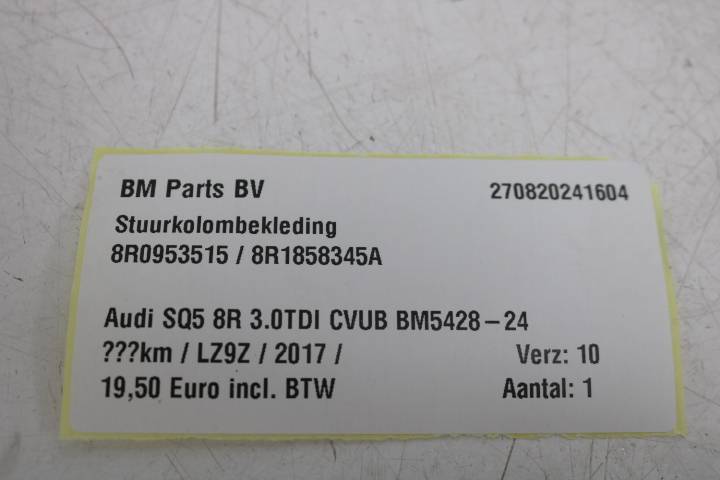 BM Parts BV 270820241604
Stuurkolombekleding
8R0953515 / 8R1858345A
Audi SQ5 8R 3.0TDI CVUB BM5428-24
???km / LZ9Z / 2017 / Verz: 10
19,50 Euro incl. BTW Aantal: 1